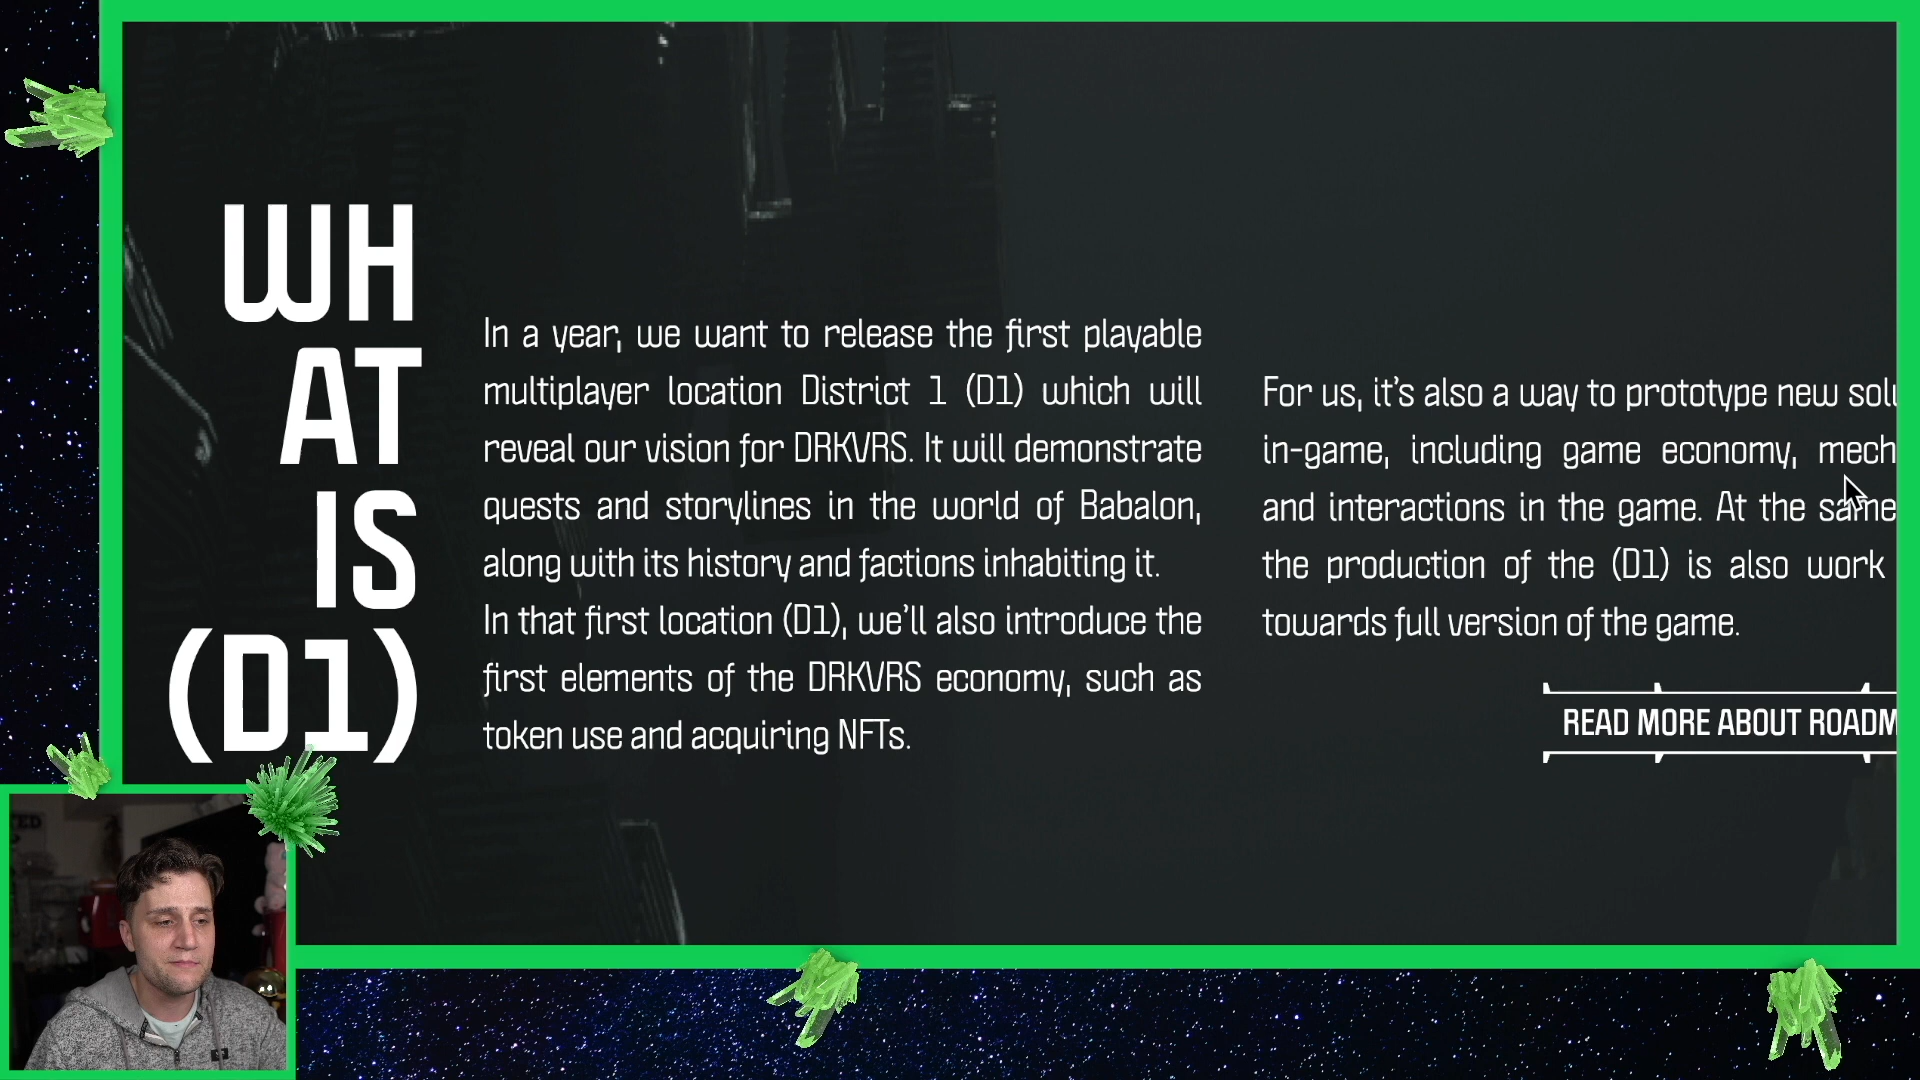 WH
AT
IS
(D1)
In a year, we want to release the first playable
multiplayer location District 1 (D1) which will
reveal our vision for DRKVRS. It will demonstrate
quests and storylines in the world of Babalon,
along with its history and factions inhabiting it.
In that first location (D1), we'll also introduce the
first elements of the DRKVRS economy, such as
token use and acquiring NFTs.
For us, it's also a way to prototype new
in-game, including game economy,
and interactions in the game. At the same
the production of the (D1) is also work
towards full version of the game.
READ MORE ABOUT